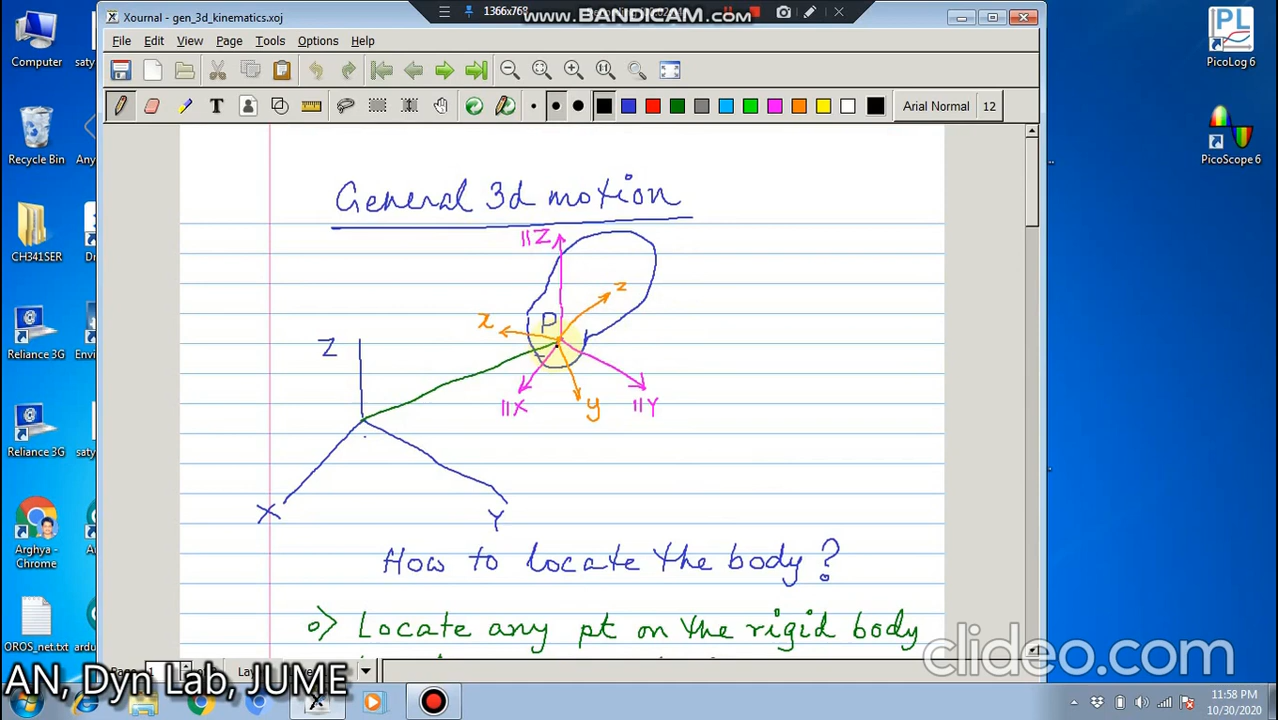 Computer
Recycle Bin
CH341SER
Reliance 3G
Reliance 3G
Arghya - Chrome
OROS_net.txt
Xournal - gen_3d_kinematics.xoj
1366x768
www.BANDICAM.com
File Edit View Page Tools Options Help
Arial Normal 12
PicoLog 6
PicoScope 6
General 3d motion
||Z
z
x
P
Z
||X
y
||Y
X
Y
How to locate the body?
o> Locate any pt on the rigid body
clideo.com
AN, Dyn Lab, JUME
11:58 PM
10/30/2020